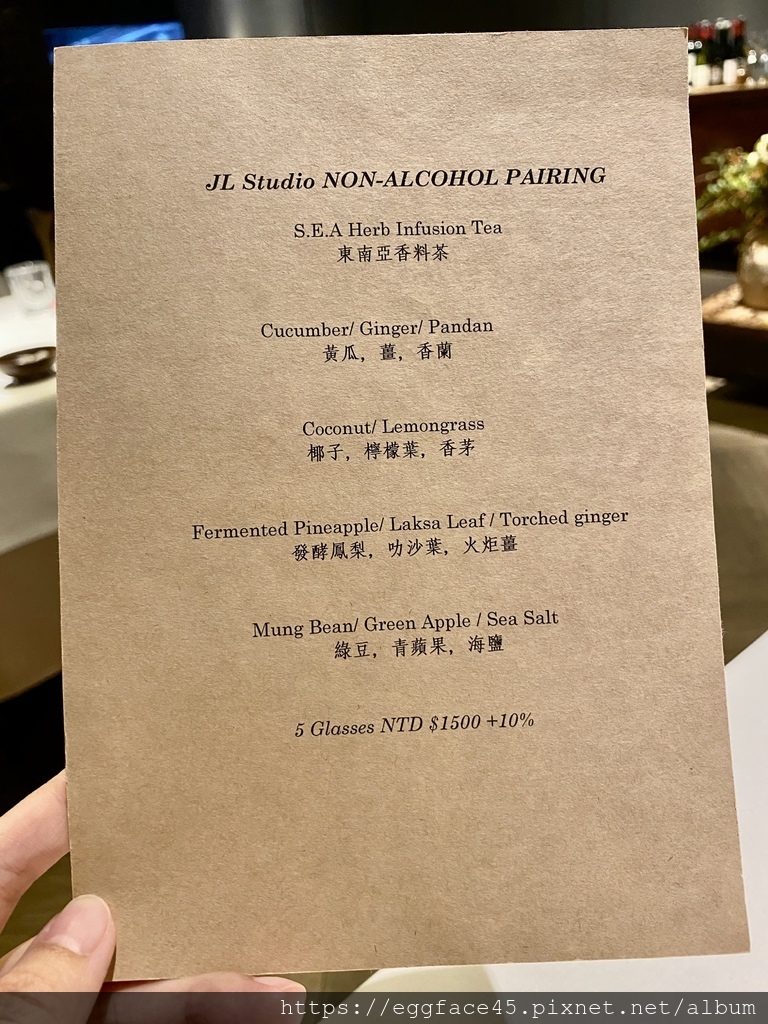 JL Studio NON-ALCOHOL PAIRING
S.E.A Herb Infusion Tea
東南亞香料茶
Cucumber/ Ginger/ Pandan
黃瓜, 薑, 香蘭
Coconut/ Lemongrass
椰子, 檸檬葉, 香茅
Fermented Pineapple/ Laksa Leaf / Torched ginger
發酵鳳梨, 叻沙葉, 火炬薑
Mung Bean/ Green Apple / Sea Salt
綠豆, 青蘋果, 海鹽
5 Glasses NTD $1500 +10%
https://eggface45.pixnet.net/album